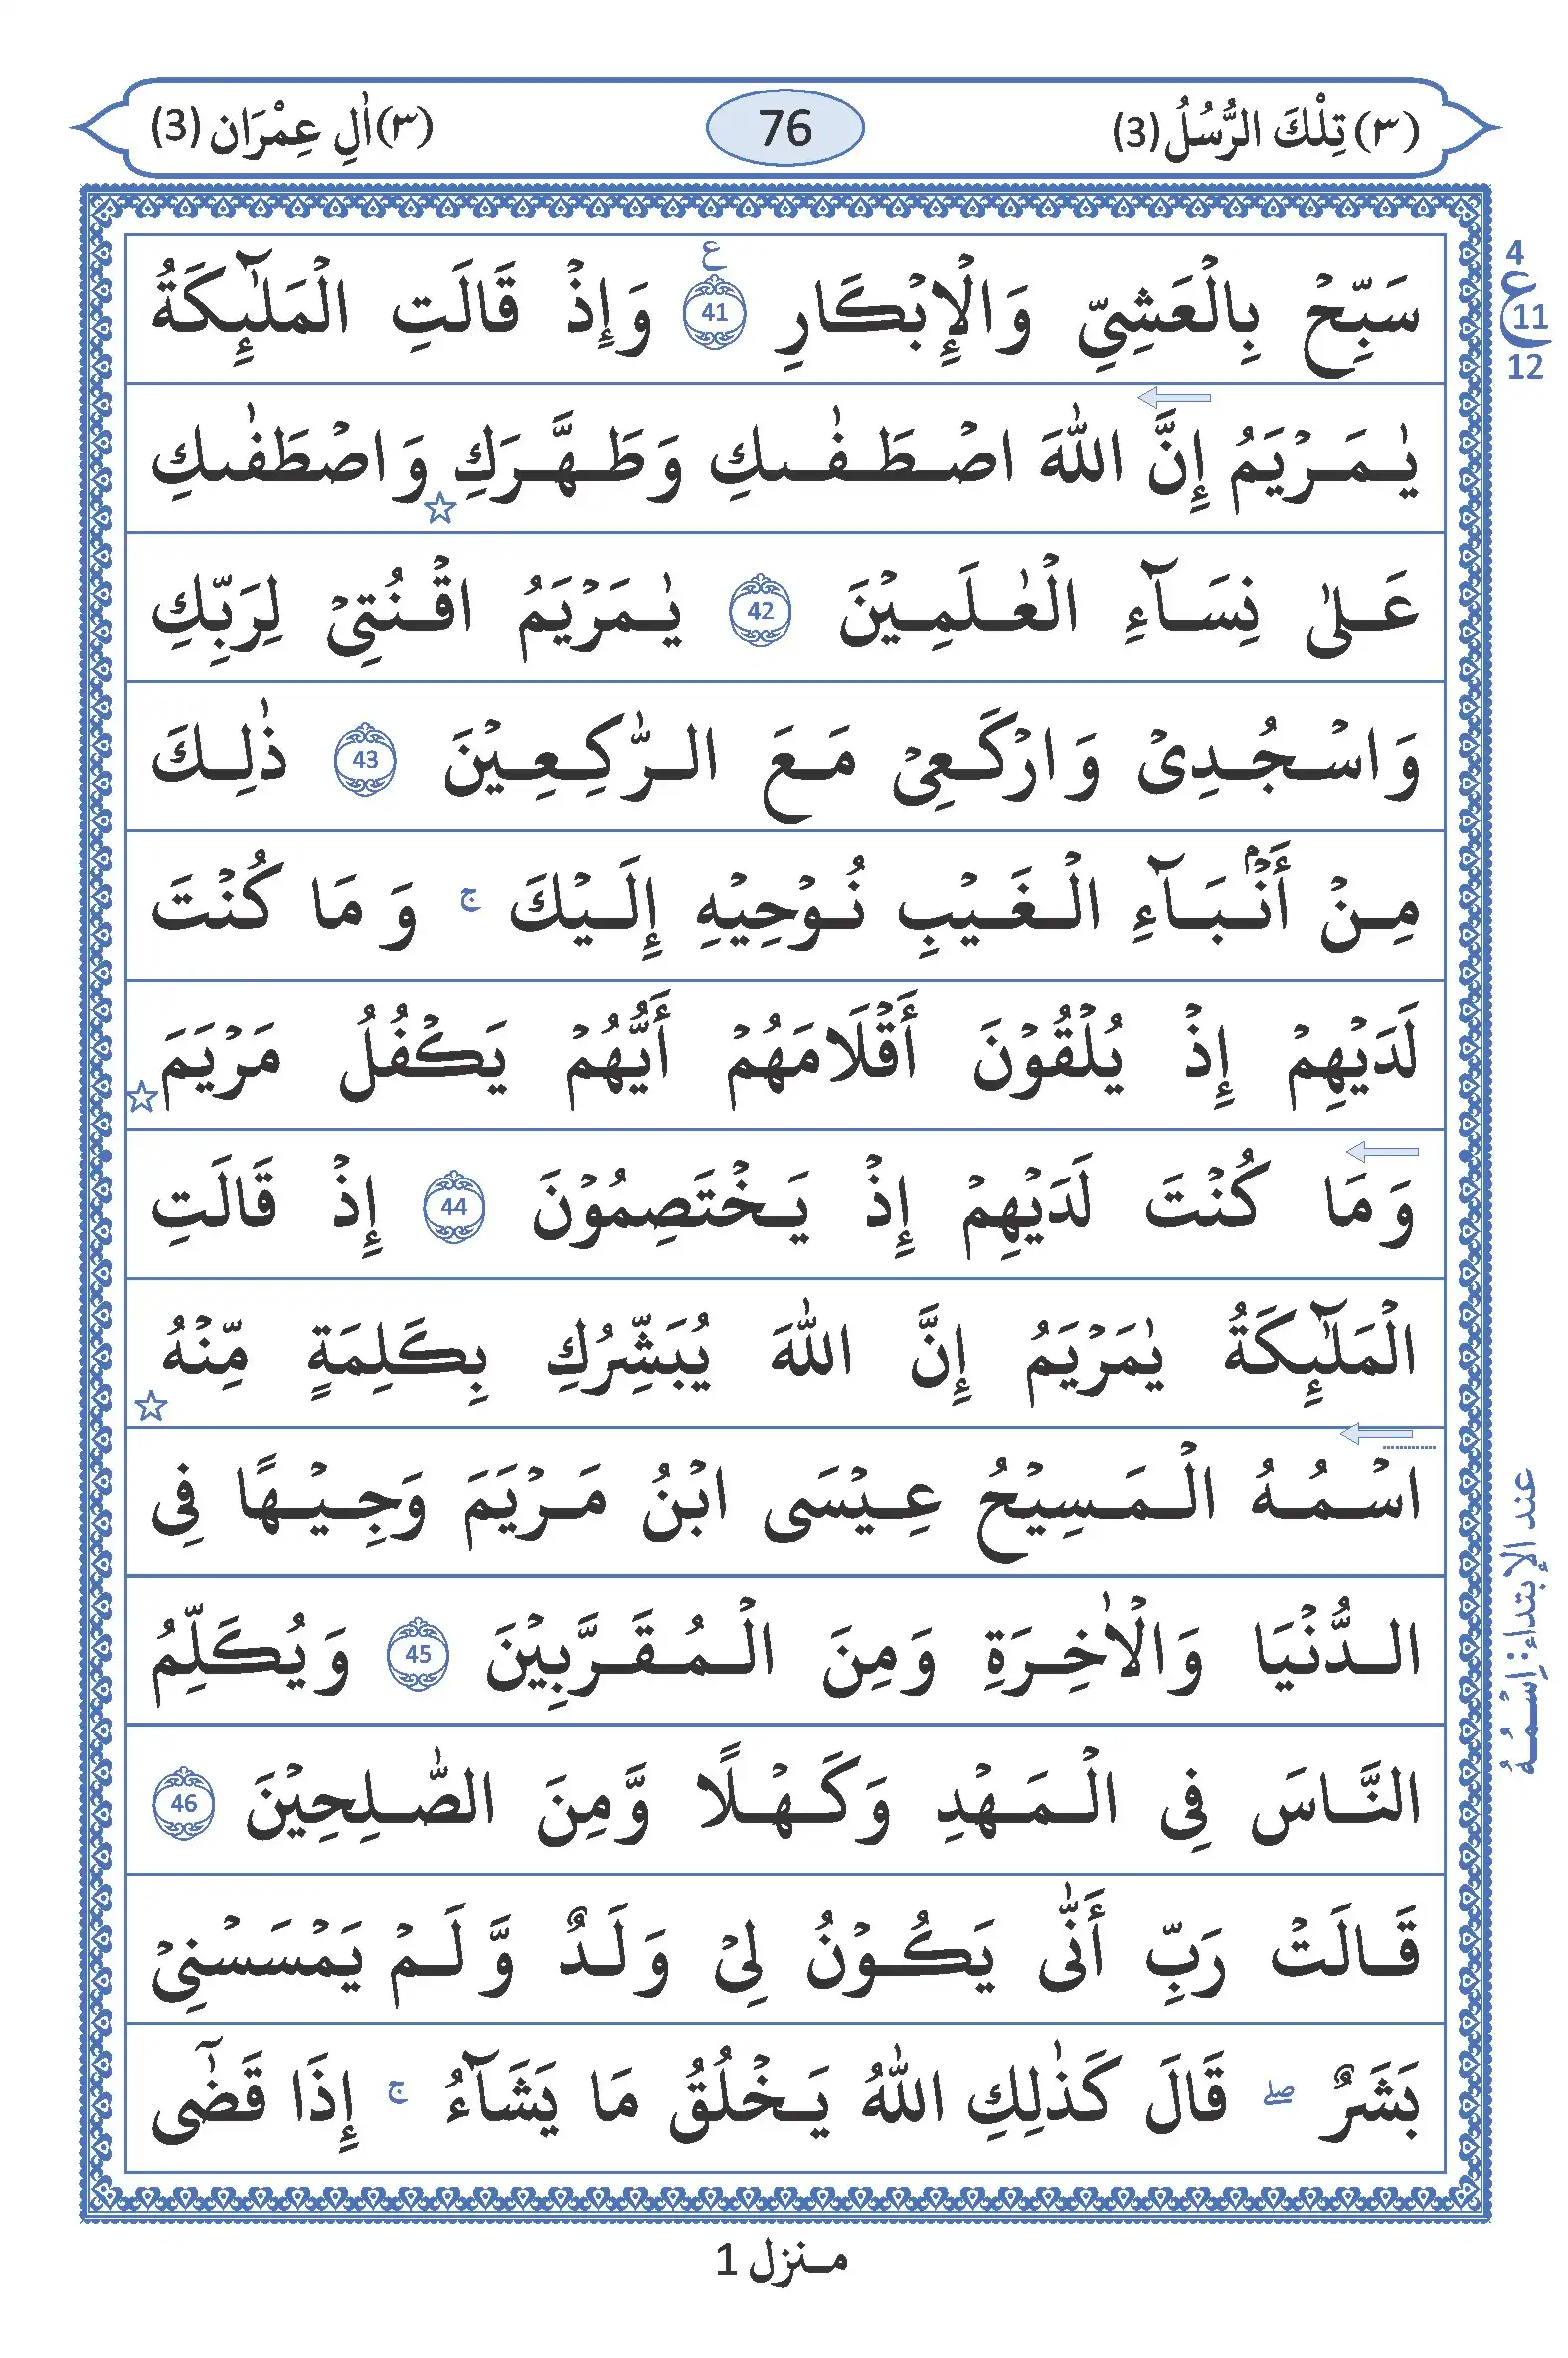 (٣) تِلْكَ الرُّسُلُ (3) 76 (٣) اٰلِ عِمْرَان (3)
سَبِّحْ بِالْعَشِيِّ وَالْإِبْكَارِ ع 41 وَإِذْ قَالَتِ الْمَلٰٓئِكَةُ
4 ع 11 12
يٰمَرْيَمُ إِنَّ اللّٰهَ اصْطَفٰىكِ وَطَهَّرَكِ ☆ وَاصْطَفٰىكِ
عَلٰى نِسَآءِ الْعٰلَمِيْنَ 42 يٰمَرْيَمُ اقْنُتِيْ لِرَبِّكِ
وَاسْجُدِيْ وَارْكَعِيْ مَعَ الرّٰكِعِيْنَ 43 ذٰلِكَ
مِنْ أَنْۢبَآءِ الْغَيْبِ نُوْحِيْهِ إِلَيْكَ ج وَمَا كُنْتَ
لَدَيْهِمْ إِذْ يُلْقُوْنَ أَقْلَامَهُمْ أَيُّهُمْ يَكْفُلُ مَرْيَمَ ☆
وَمَا كُنْتَ لَدَيْهِمْ إِذْ يَخْتَصِمُوْنَ 44 إِذْ قَالَتِ
الْمَلٰٓئِكَةُ يٰمَرْيَمُ إِنَّ اللّٰهَ يُبَشِّرُكِ بِكَلِمَةٍ مِّنْهُ ☆
اسْمُهُ الْمَسِيْحُ عِيْسَى ابْنُ مَرْيَمَ وَجِيْهًا فِى
عند الإبتداء: اِسْمُهُ
الدُّنْيَا وَالْاٰخِرَةِ وَمِنَ الْمُقَرَّبِيْنَ 45 وَيُكَلِّمُ
النَّاسَ فِى الْمَهْدِ وَكَهْلًا وَّمِنَ الصّٰلِحِيْنَ 46
قَالَتْ رَبِّ أَنّٰى يَكُوْنُ لِيْ وَلَدٌ وَّلَمْ يَمْسَسْنِيْ
بَشَرٌ صلے قَالَ كَذٰلِكِ اللّٰهُ يَخْلُقُ مَا يَشَآءُ ج إِذَا قَضٰٓى
منزل 1